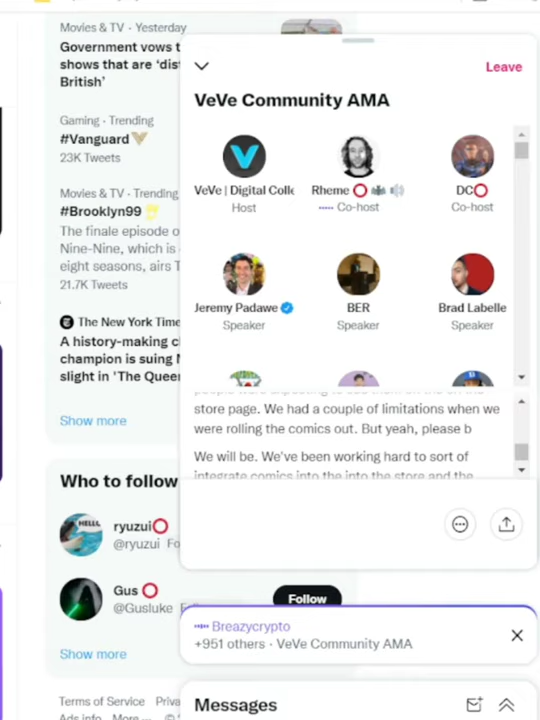 Movies & TV · Yesterday
Government vows t
shows that are ‘dist
British’
Gaming · Trending
#Vanguard
23K Tweets
Movies & TV · Trending
#Brooklyn99
The finale episode o
Nine-Nine, which is
eight seasons, airs T
21.7K Tweets
The New York Time
A history-making c
champion is suing N
slight in 'The Queen
Show more
Who to follow
HELLL
ryuzui
@ryuzui Fo
Gus
@Gusluke F
Follow
Show more
Terms of Service Priva
Ads info More ··· ©
Leave
VeVe Community AMA
VeVe | Digital Colle
Host
Rheme
Co-host
DC
Co-host
Jeremy Padawe
Speaker
BER
Speaker
Brad Labelle
Speaker
store page. We had a couple of limitations when we
were rolling the comics out. But yeah, please b
We will be. We've been working hard to sort of
integrate comics into the into the store and the
Breazycrypto
+951 others · VeVe Community AMA
Messages